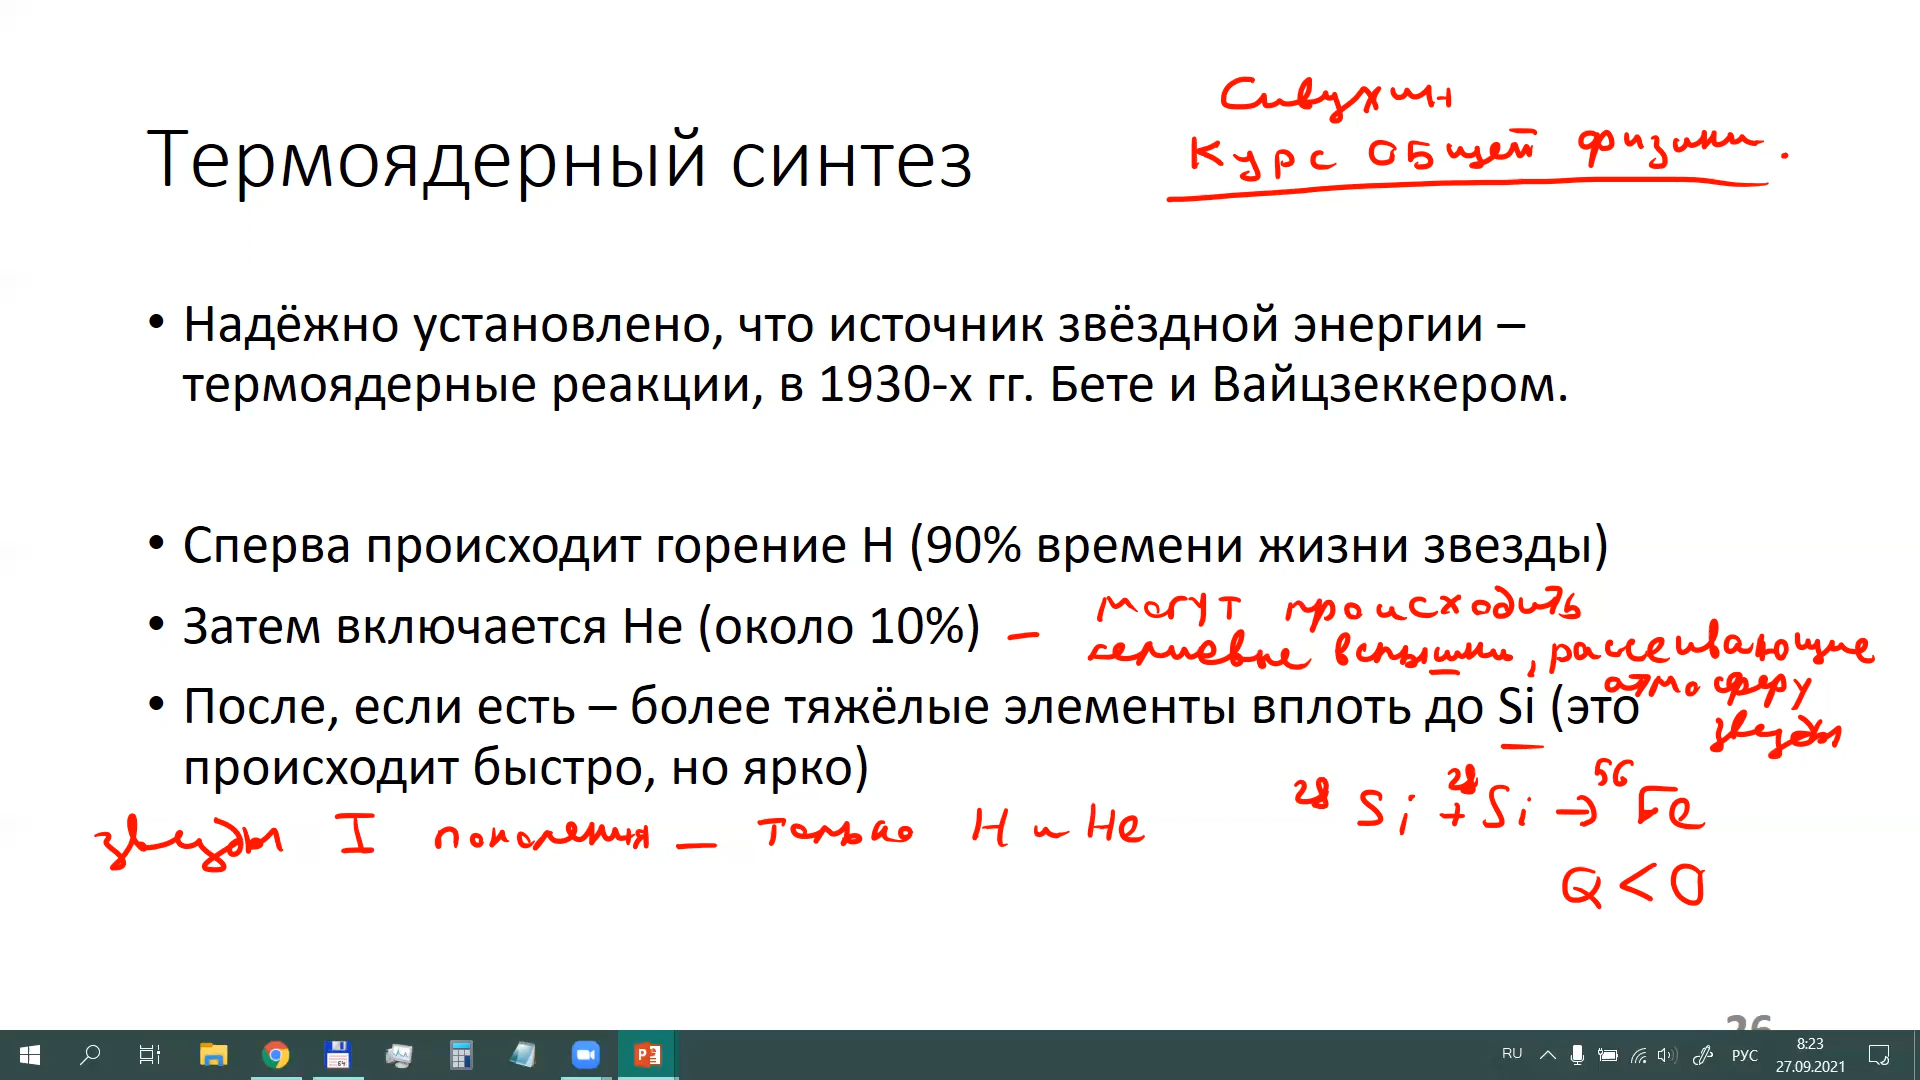 Сивухин
Курс общей физики.
Термоядерный синтез
• Надёжно установлено, что источник звёздной энергии –
термоядерные реакции, в 1930-х гг. Бете и Вайцзеккером.
• Сперва происходит горение H (90% времени жизни звезды)
• Затем включается He (около 10%) – могут происходить
гелиевые вспышки, рассеивающие
атмосферу
звезды
• После, если есть – более тяжёлые элементы вплоть до Si (это
происходит быстро, но ярко)
²⁸Si + ²⁸Si → ⁵⁶Fe
звезды I поколения – только H и He
Q < 0
26
RU
РУС
8:23
27.09.2021